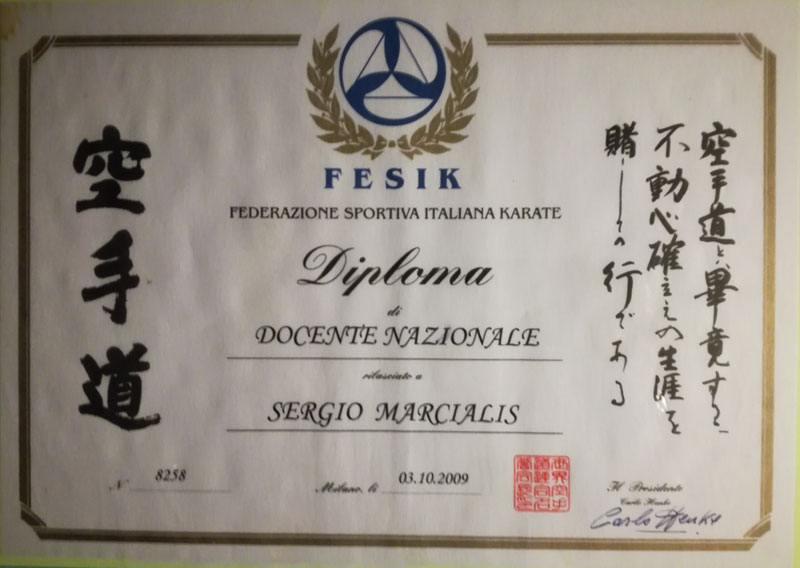 FESIK
FEDERAZIONE SPORTIVA ITALIANA KARATE
Diploma
di
DOCENTE NAZIONALE
rilasciato a
SERGIO MARCIALIS
N 8258
Milano, li 03.10.2009
Il Presidente
Carlo Henke
空手道
空手道と、畢竟するに、
不動心確立への生涯を
賭しての行である